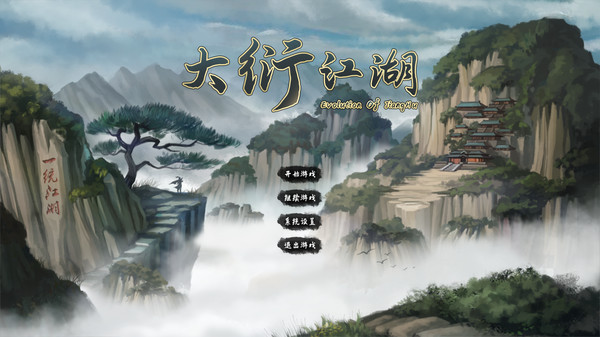 大衍江湖
Evolution Of JiangHu
一统江湖
开始游戏
继续游戏
系统设置
退出游戏